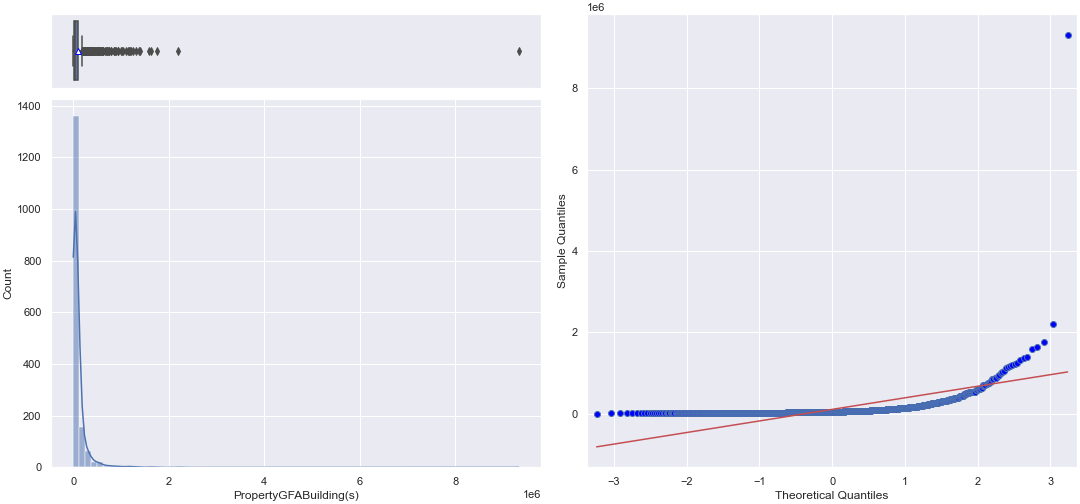 1400
1200
1000
800
600
400
200
0
Count
0 2 4 6 8
1e6
PropertyGFABuilding(s)
1e6
8
6
4
2
0
Sample Quantiles
−3 −2 −1 0 1 2 3
Theoretical Quantiles